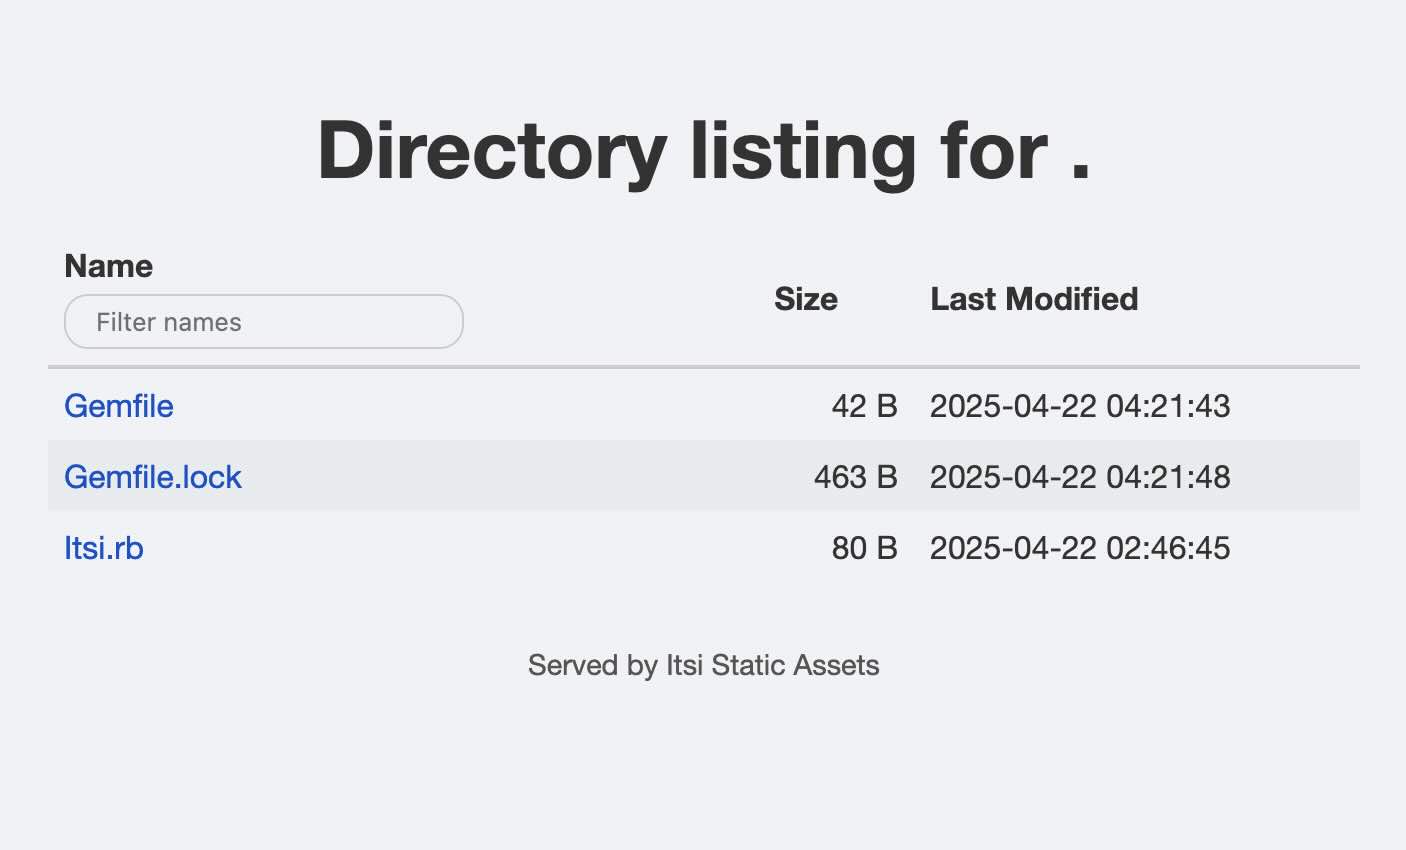 Directory listing for .
Name
Filter names
Size
Last Modified
Gemfile 42 B 2025-04-22 04:21:43
Gemfile.lock 463 B 2025-04-22 04:21:48
Itsi.rb 80 B 2025-04-22 02:46:45
Served by Itsi Static Assets